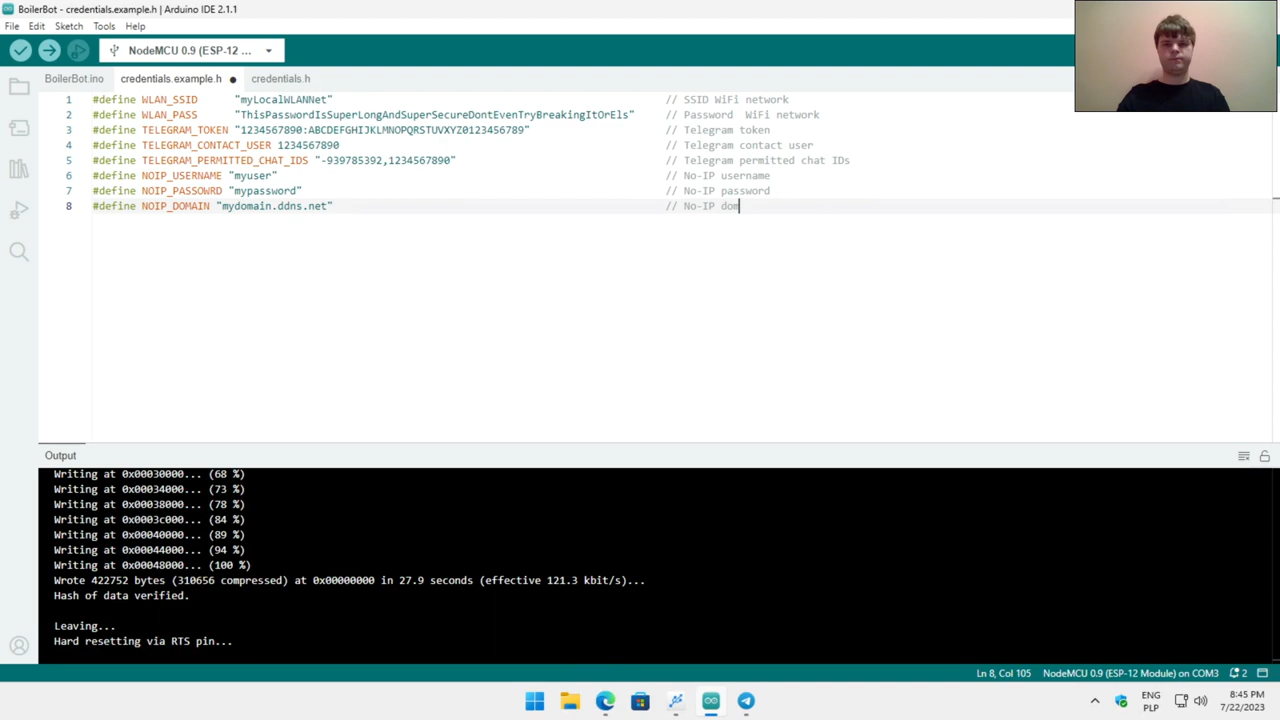 BoilerBot - credentials.example.h | Arduino IDE 2.1.1
File Edit Sketch Tools Help
NodeMCU 0.9 (ESP-12 ...
BoilerBot.ino credentials.example.h credentials.h
1 #define WLAN_SSID "myLocalWLANNet" // SSID WiFi network
2 #define WLAN_PASS "ThisPasswordIsSuperLongAndSuperSecureDontEvenTryBreakingItOrEls" // Password WiFi network
3 #define TELEGRAM_TOKEN "1234567890:ABCDEFGHIJKLMNOPQRSTUVXYZ0123456789" // Telegram token
4 #define TELEGRAM_CONTACT_USER 1234567890 // Telegram contact user
5 #define TELEGRAM_PERMITTED_CHAT_IDS "-939785392,1234567890" // Telegram permitted chat IDs
6 #define NOIP_USERNAME "myuser" // No-IP username
7 #define NOIP_PASSOWRD "mypassword" // No-IP password
8 #define NOIP_DOMAIN "mydomain.ddns.net" // No-IP dom
Output
Writing at 0x00030000... (68 %)
Writing at 0x00034000... (73 %)
Writing at 0x00038000... (78 %)
Writing at 0x0003c000... (84 %)
Writing at 0x00040000... (89 %)
Writing at 0x00044000... (94 %)
Writing at 0x00048000... (100 %)
Wrote 422752 bytes (310656 compressed) at 0x00000000 in 27.9 seconds (effective 121.3 kbit/s)...
Hash of data verified.
Leaving...
Hard resetting via RTS pin...
Ln 8, Col 105 NodeMCU 0.9 (ESP-12 Module) on COM3 2
ENG
PLP
8:45 PM
7/22/2023